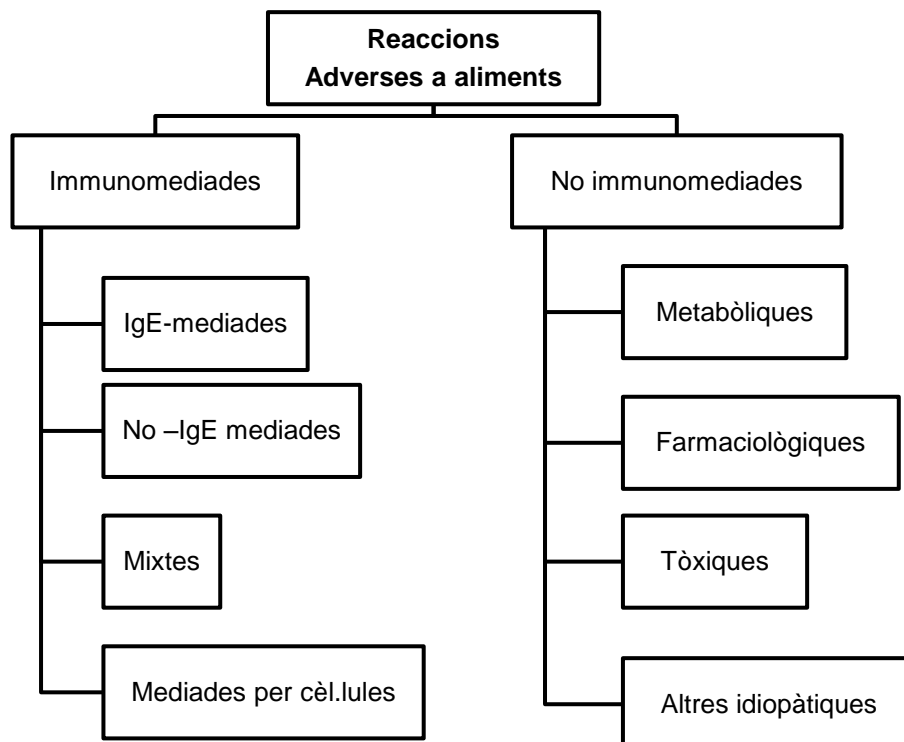 Reaccions
Adverses a aliments
Immunomediades
No immunomediades
IgE-mediades
No –IgE mediades
Mixtes
Mediades per cèl.lules
Metabòliques
Farmaciològiques
Tòxiques
Altres idiopàtiques